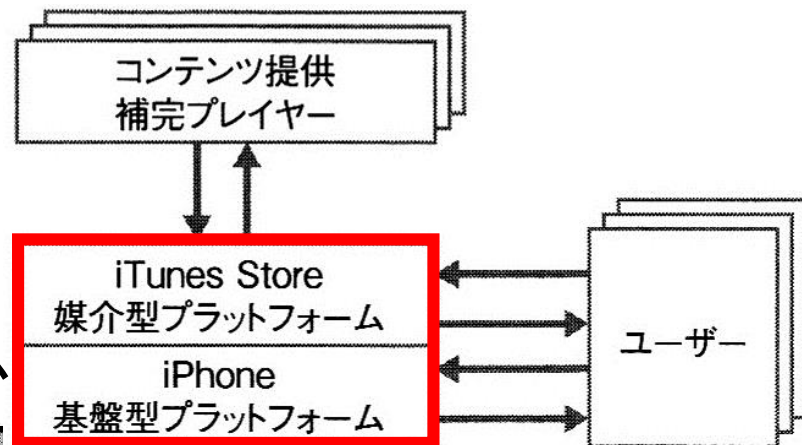 コンテンツ提供
補完プレイヤー
iTunes Store
媒介型プラットフォーム
iPhone
基盤型プラットフォーム
ユーザー